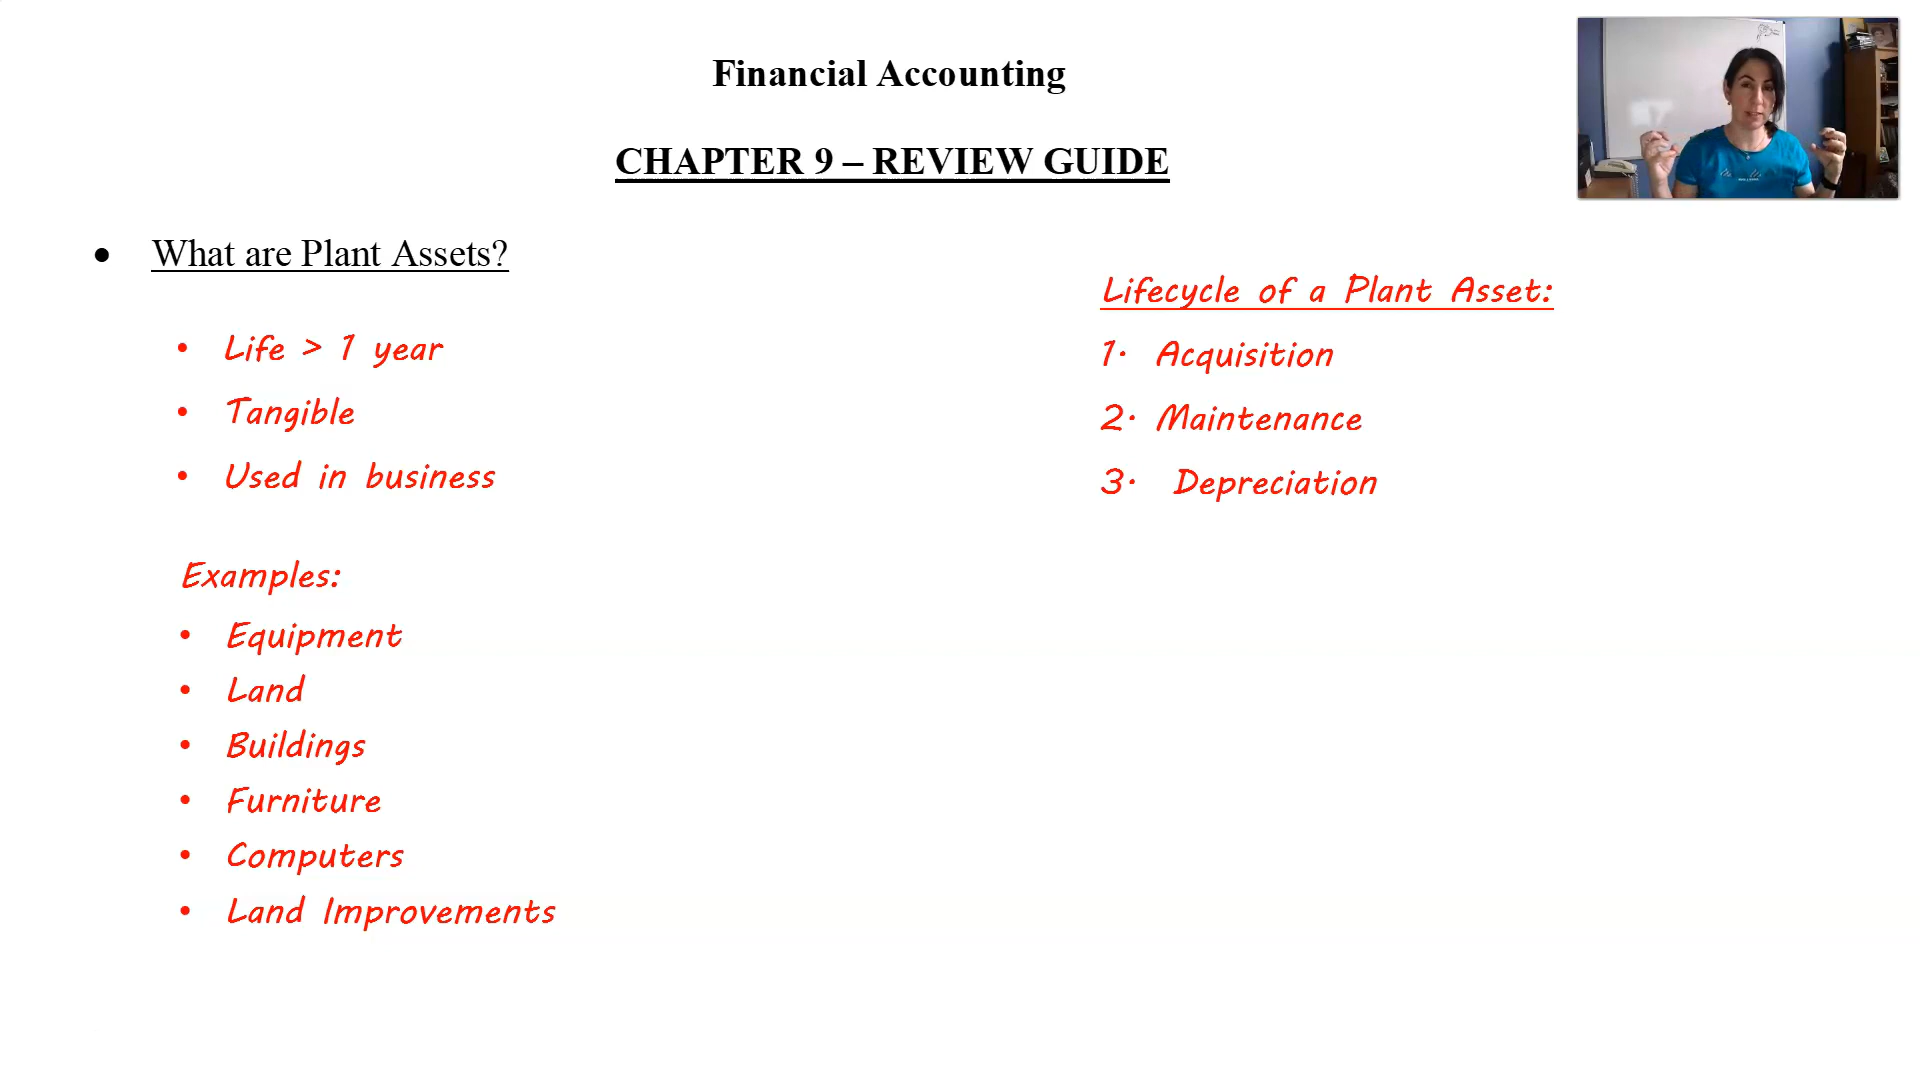 Financial Accounting
CHAPTER 9 – REVIEW GUIDE
• What are Plant Assets?
• Life > 1 year
• Tangible
• Used in business
Examples:
• Equipment
• Land
• Buildings
• Furniture
• Computers
• Land Improvements
Lifecycle of a Plant Asset:
1. Acquisition
2. Maintenance
3. Depreciation